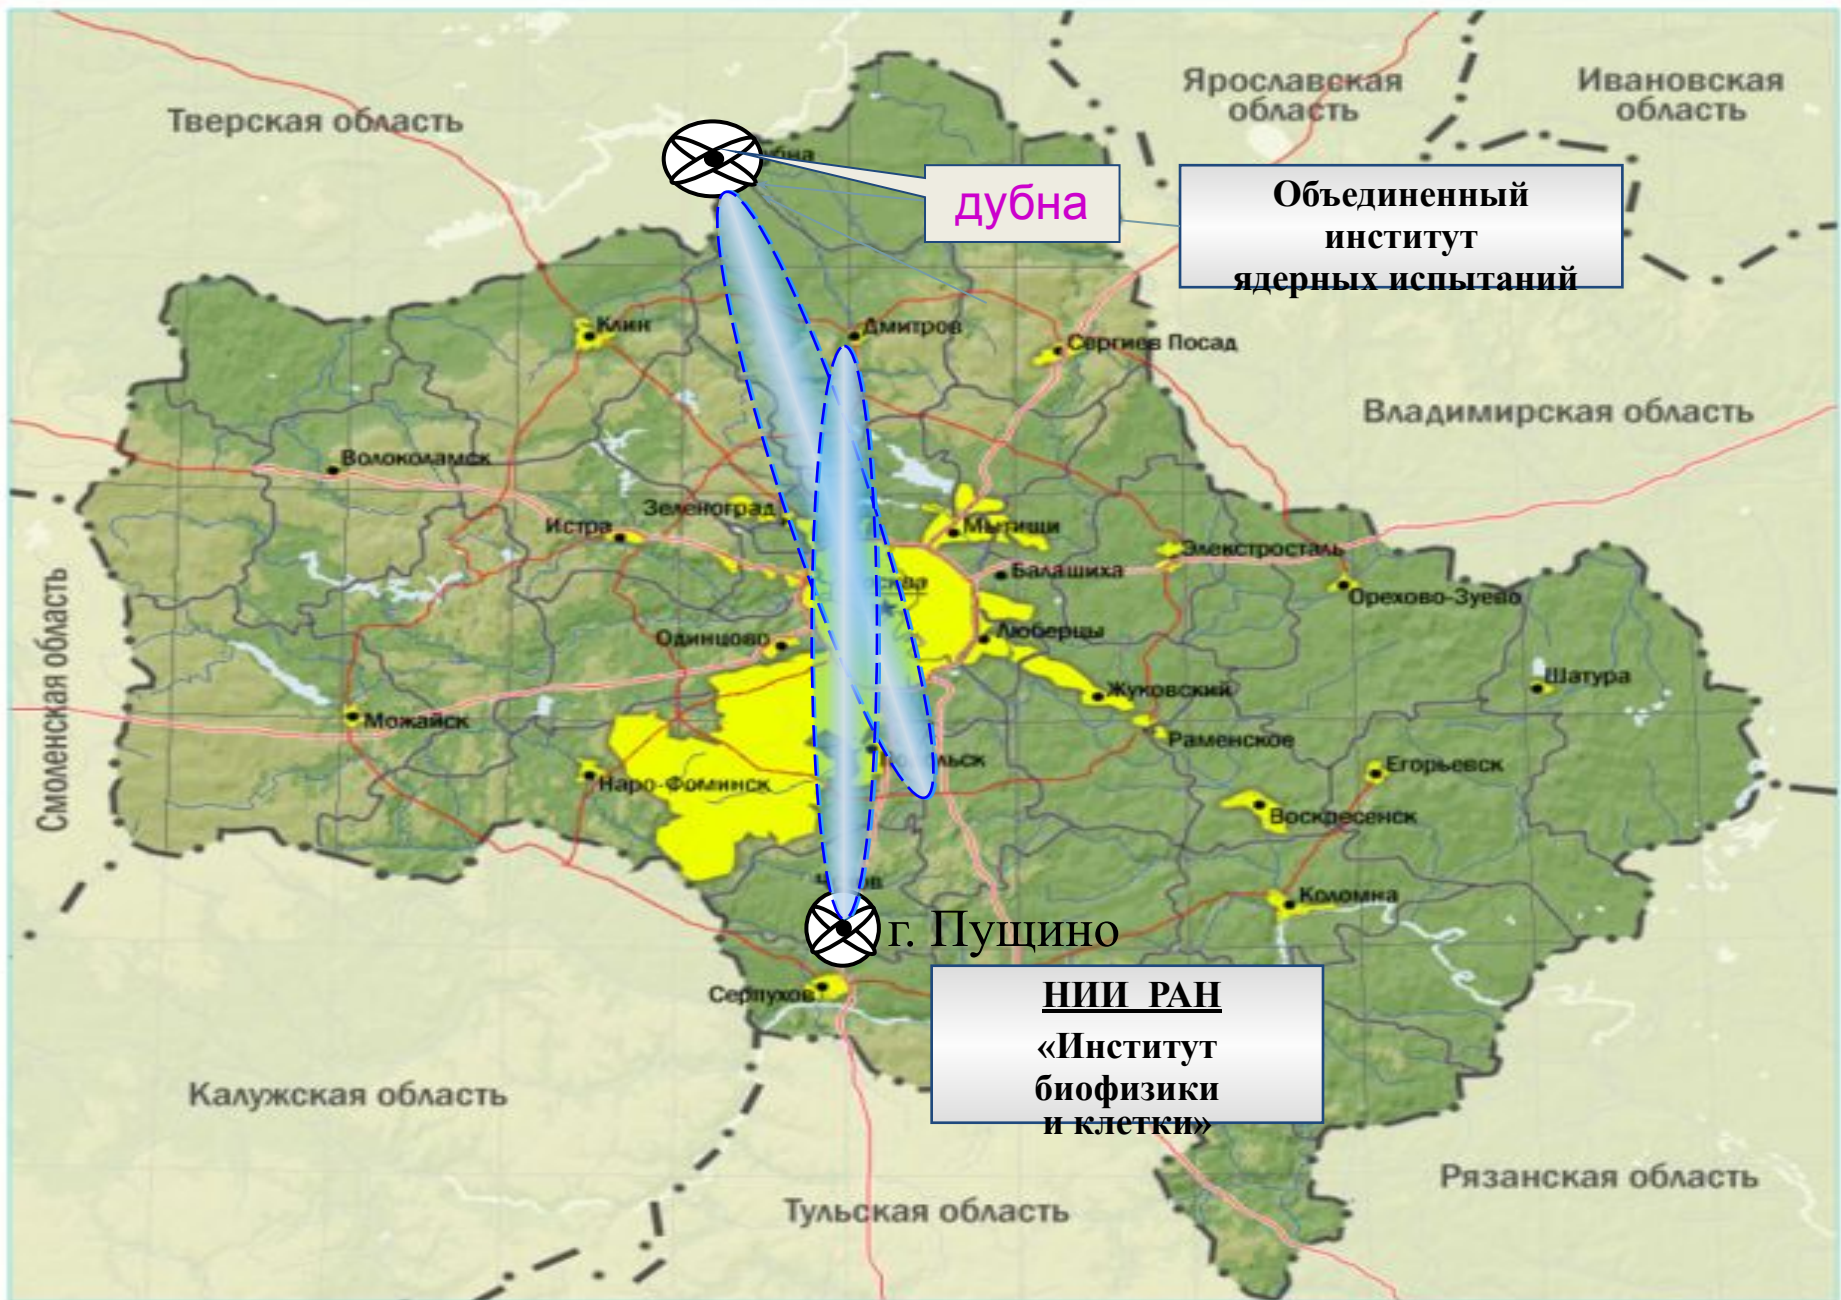 Тверская область
Ярославская
область
Ивановская
область
дубна
Объединенный
институт
ядерных испытаний
Клин
Дмитров
Сергиев Посад
Владимирская область
Волоколамск
Зеленоград
Истра
Мытищи
Элекстросталь
Балашиха
Орехово-Зуево
Одинцово
Люберцы
Смоленская область
Шатура
Жуковский
Можайск
Раменское
Егорьевск
Наро-Фоминск
Воскресенск
Коломна
г. Пущино
Серпухов
НИИ РАН
«Институт
биофизики
и клетки»
Калужская область
Рязанская область
Тульская область